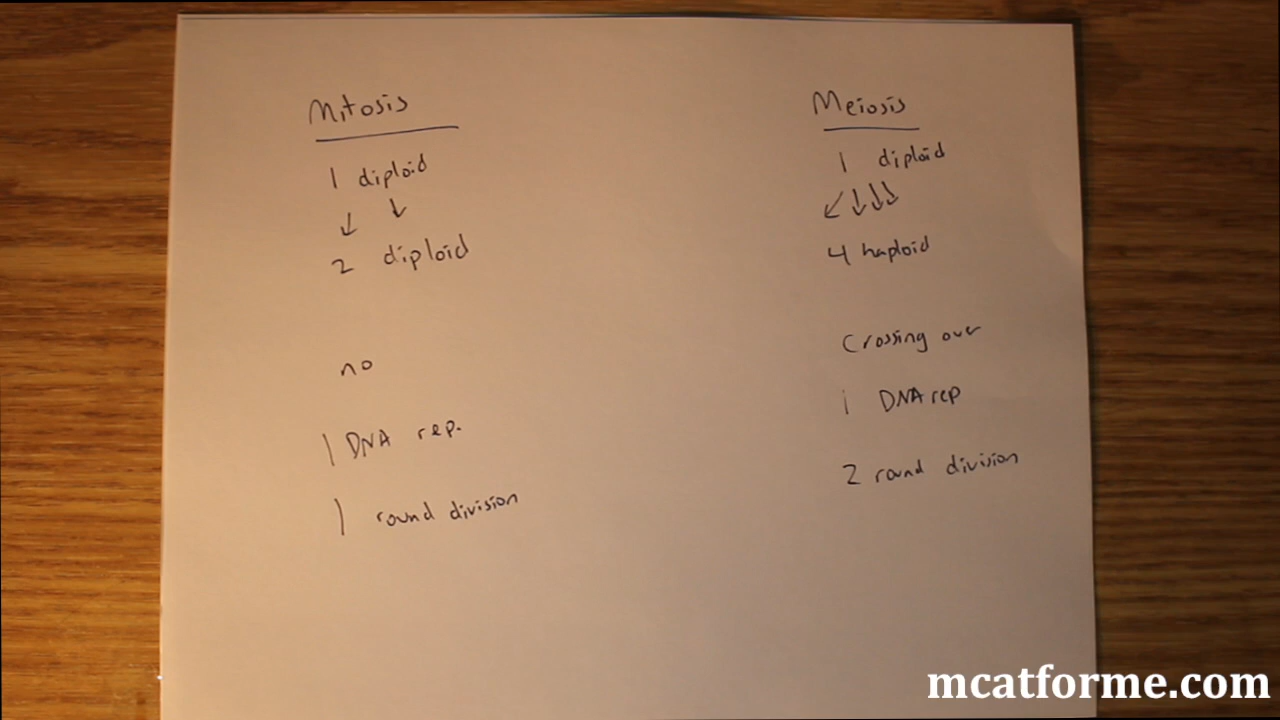 Mitosis
1 diploid
2 diploid
no
1 DNA rep.
1 round division
Meiosis
1 diploid
4 haploid
Crossing over
1 DNA rep
2 round division
mcatforme.com